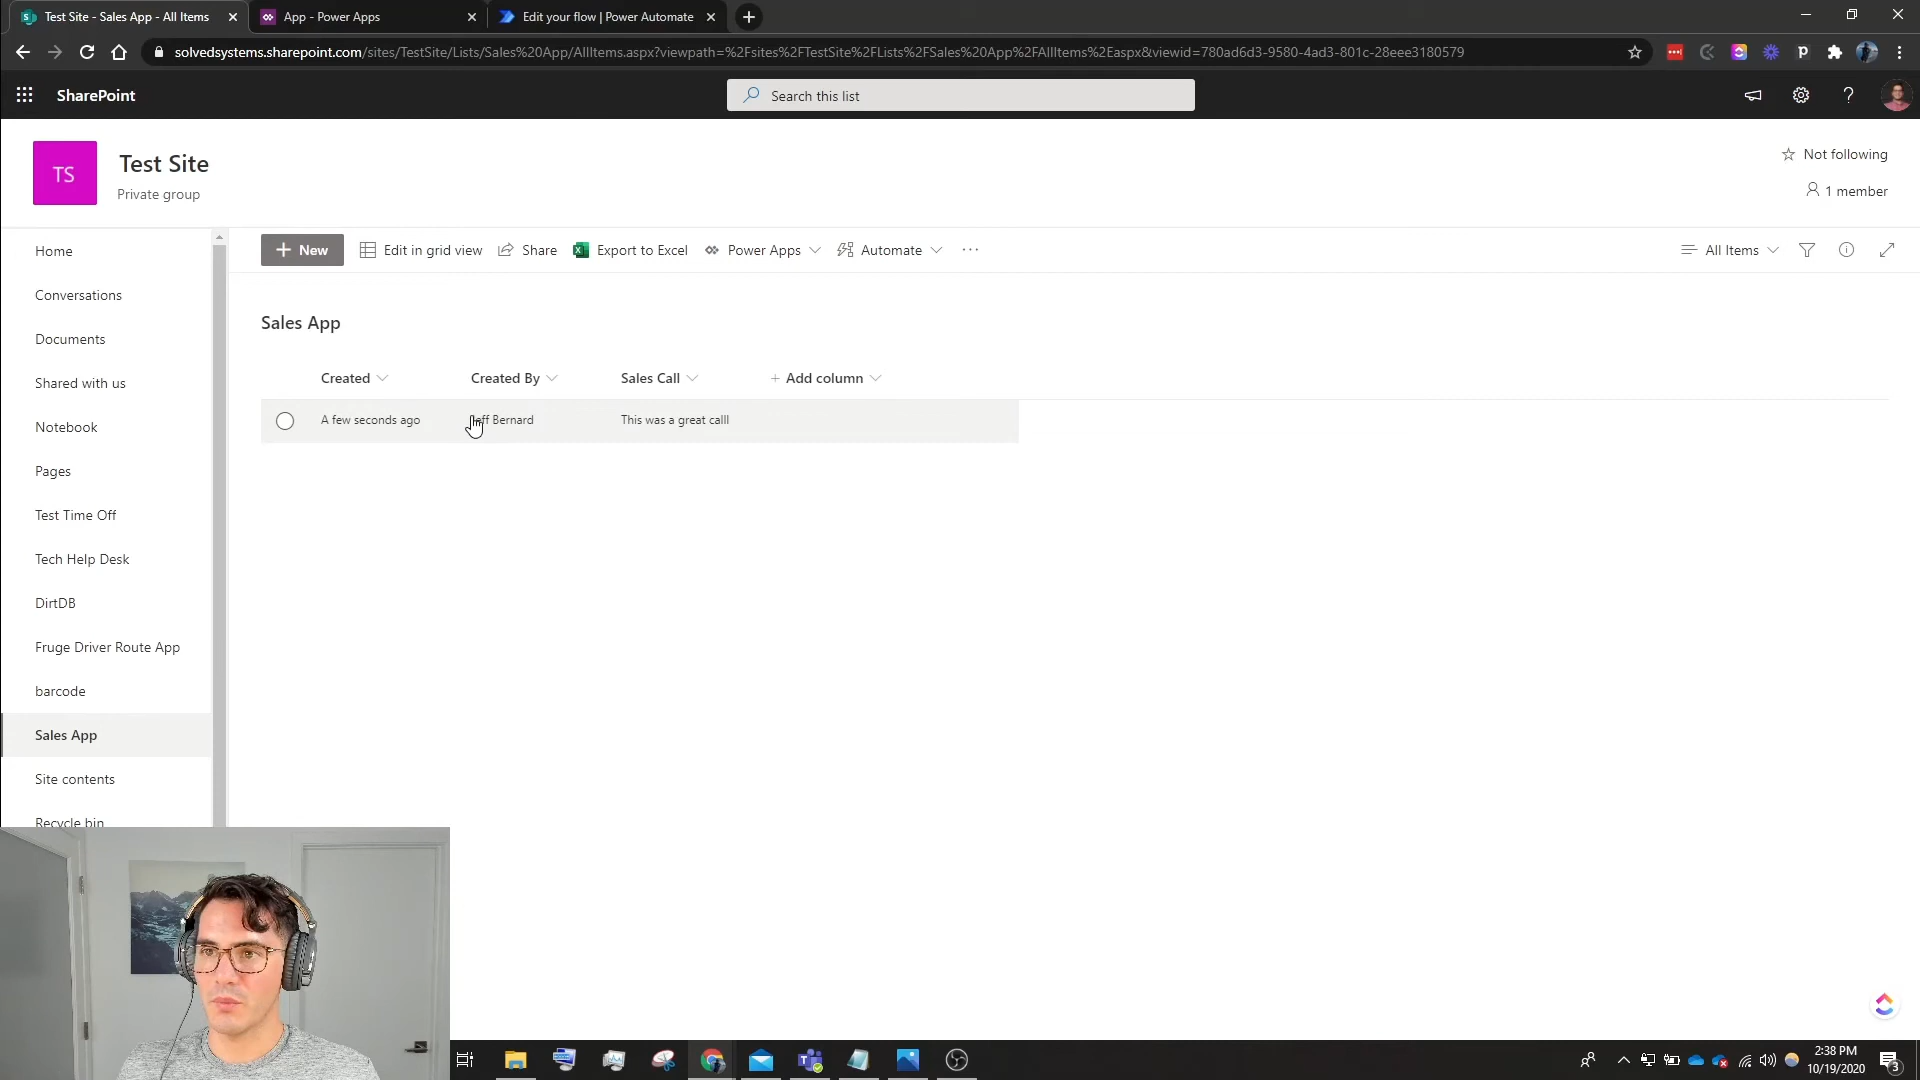 Test Site - Sales App - All Items
App - Power Apps
Edit your flow | Power Automate
solvedsystems.sharepoint.com/sites/TestSite/Lists/Sales%20App/AllItems.aspx?viewpath=%2Fsites%2FTestSite%2FLists%2FSales%20App%2FAllItems%2Easpx&viewid=780ad6d3-9580-4ad3-801c-28eee3180579
SharePoint
Search this list
TS
Test Site
Private group
Not following
1 member
Home
Conversations
Documents
Shared with us
Notebook
Pages
Test Time Off
Tech Help Desk
DirtDB
Fruge Driver Route App
barcode
Sales App
Site contents
Recycle bin
New
Edit in grid view
Share
Export to Excel
Power Apps
Automate
All Items
Sales App
Created
Created By
Sales Call
+ Add column
A few seconds ago
Jeff Bernard
This was a great calll
2:38 PM
10/19/2020
3